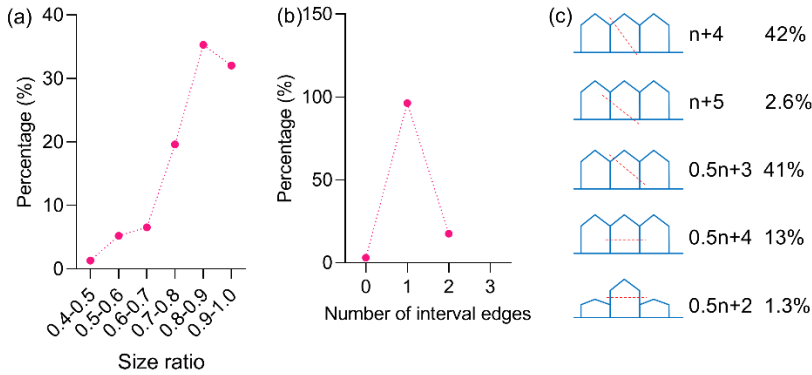 (a)
Percentage (%)
40
30
20
10
0
0.4-0.5
0.5-0.6
0.6-0.7
0.7-0.8
0.8-0.9
0.9-1.0
Size ratio
(b)
Percentage (%)
150
100
50
0
0 1 2 3
Number of interval edges
(c)
n+4 42%
n+5 2.6%
0.5n+3 41%
0.5n+4 13%
0.5n+2 1.3%